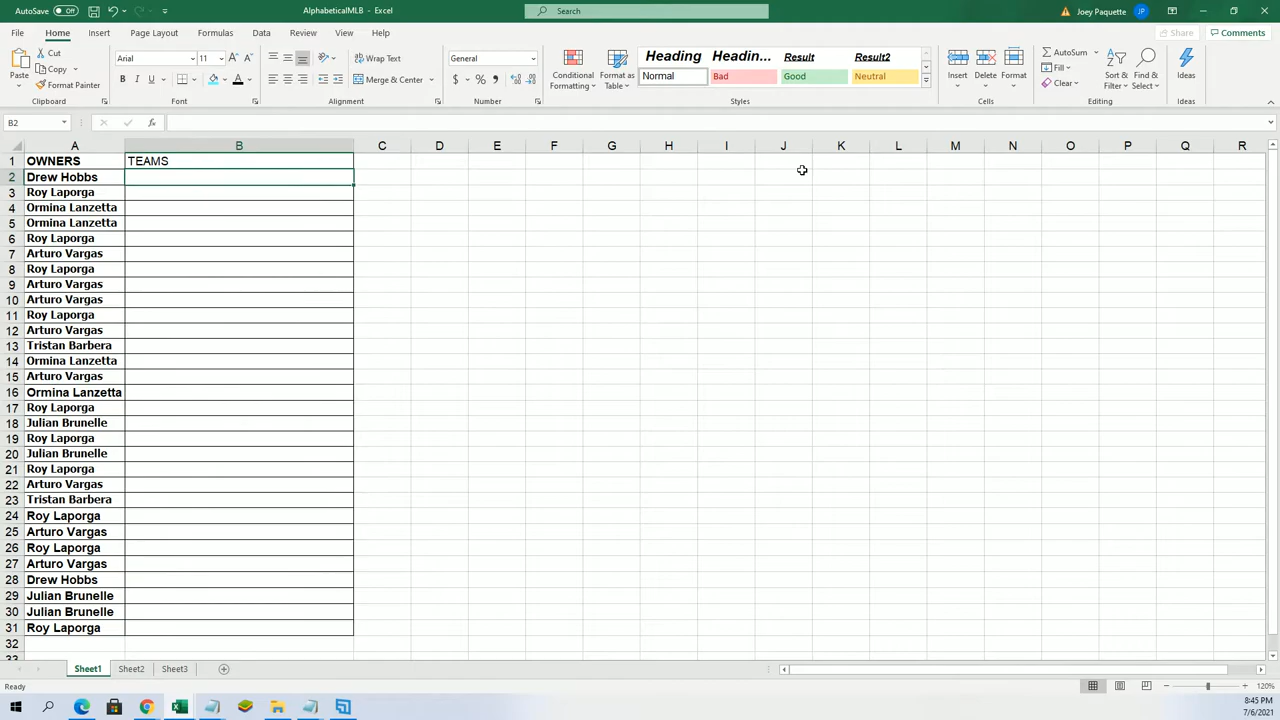 AutoSave Off
AlphabeticalMLB - Excel
Search
Joey Paquette
JP
File Home Insert Page Layout Formulas Data Review View Help
Share
Comments
Paste
Cut
Copy
Format Painter
Clipboard
Arial
11
B I U
Font
Merge & Center
Alignment
General
$ % 9
Number
Conditional Formatting
Format as Table
Heading
Headin...
Result
Result2
Normal
Bad
Good
Neutral
Styles
Insert
Delete
Format
Cells
AutoSum
Fill
Clear
Sort & Filter
Find & Select
Editing
Ideas
Ideas
B2
fx
A B C D E F G H I J K L M N O P Q R
1 OWNERS TEAMS
2 Drew Hobbs
3 Roy Laporga
4 Ormina Lanzetta
5 Ormina Lanzetta
6 Roy Laporga
7 Arturo Vargas
8 Roy Laporga
9 Arturo Vargas
10 Arturo Vargas
11 Roy Laporga
12 Arturo Vargas
13 Tristan Barbera
14 Ormina Lanzetta
15 Arturo Vargas
16 Ormina Lanzetta
17 Roy Laporga
18 Julian Brunelle
19 Roy Laporga
20 Julian Brunelle
21 Roy Laporga
22 Arturo Vargas
23 Tristan Barbera
24 Roy Laporga
25 Arturo Vargas
26 Roy Laporga
27 Arturo Vargas
28 Drew Hobbs
29 Julian Brunelle
30 Julian Brunelle
31 Roy Laporga
32
33
Sheet1 Sheet2 Sheet3
Ready
120%
8:45 PM
7/6/2021